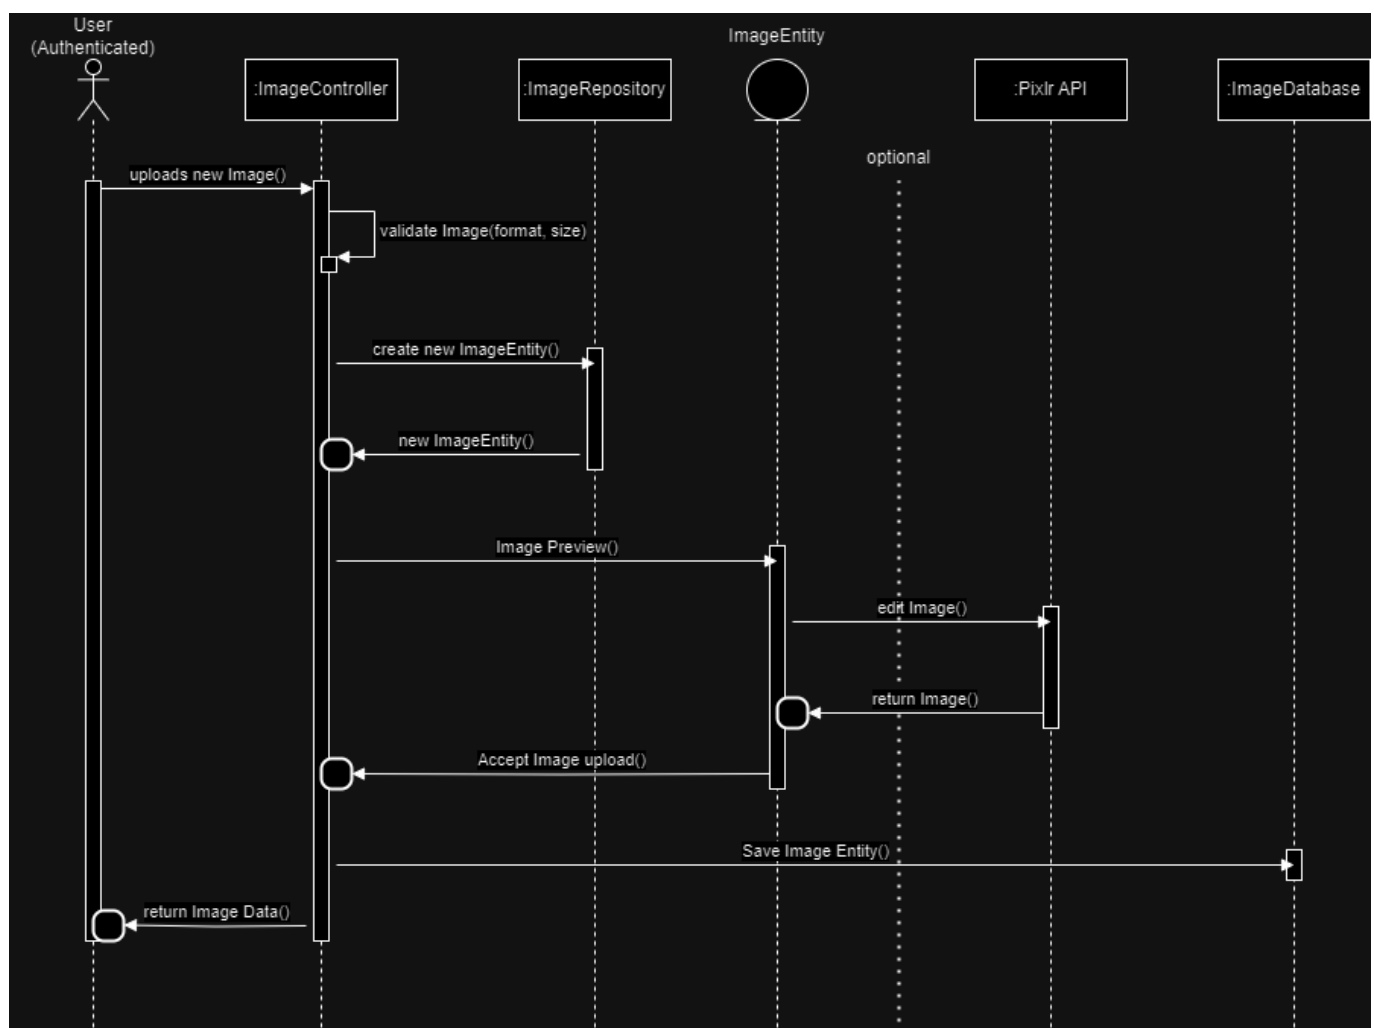 User
(Authenticated)
ImageEntity
:ImageController
:ImageRepository
:Pixlr API
:ImageDatabase
optional
uploads new Image()
validate Image(format, size)
create new ImageEntity()
new ImageEntity()
Image Preview()
edit Image()
return Image()
Accept Image upload()
Save Image Entity()
return Image Data()